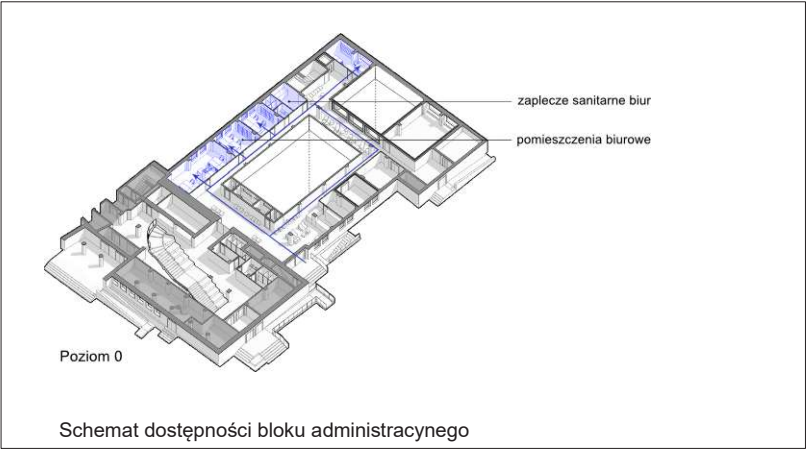 zaplecze sanitarne biur
pomieszczenia biurowe
Poziom 0
Schemat dostępności bloku administracynego